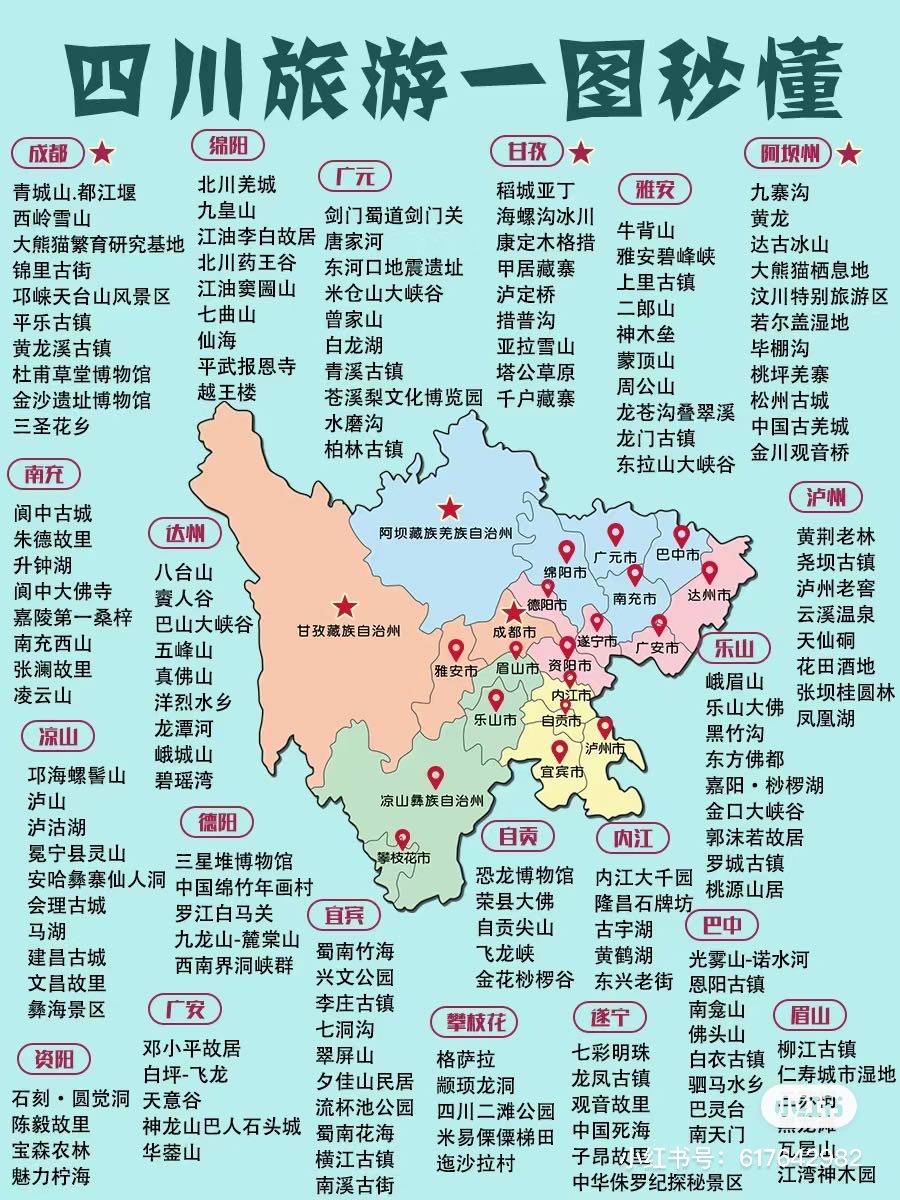 四川旅游一图秒懂
成都
青城山.都江堰
西岭雪山
大熊猫繁育研究基地
锦里古街
邛崃天台山风景区
平乐古镇
黄龙溪古镇
杜甫草堂博物馆
金沙遗址博物馆
三圣花乡
绵阳
北川羌城
九皇山
江油李白故居
北川药王谷
江油窦圌山
七曲山
仙海
平武报恩寺
越王楼
广元
剑门蜀道剑门关
唐家河
东河口地震遗址
米仓山大峡谷
曾家山
白龙湖
青溪古镇
苍溪梨文化博览园
水磨沟
柏林古镇
甘孜
稻城亚丁
海螺沟冰川
康定木格措
甲居藏寨
泸定桥
措普沟
亚拉雪山
塔公草原
千户藏寨
雅安
牛背山
雅安碧峰峡
上里古镇
二郎山
神木垒
蒙顶山
周公山
龙苍沟叠翠溪
龙门古镇
东拉山大峡谷
阿坝州
九寨沟
黄龙
达古冰山
大熊猫栖息地
汶川特别旅游区
若尔盖湿地
毕棚沟
桃坪羌寨
松州古城
中国古羌城
金川观音桥
南充
阆中古城
朱德故里
升钟湖
阆中大佛寺
嘉陵第一桑梓
南充西山
张澜故里
凌云山
达州
八台山
賨人谷
巴山大峡谷
五峰山
真佛山
洋烈水乡
龙潭河
峨城山
碧瑶湾
泸州
黄荆老林
尧坝古镇
泸州老窖
云溪温泉
天仙硐
花田酒地
张坝桂圆林
凤凰湖
阿坝藏族羌族自治州
甘孜藏族自治州
绵阳市
广元市
巴中市
德阳市
南充市
达州市
成都市
遂宁市
广安市
雅安市
眉山市
资阳市
内江市
乐山市
自贡市
泸州市
宜宾市
凉山彝族自治州
攀枝花市
乐山
峨眉山
乐山大佛
黑竹沟
东方佛都
嘉阳·桫椤湖
金口大峡谷
郭沫若故居
罗城古镇
桃源山居
凉山
邛海螺髻山
泸山
泸沽湖
冕宁县灵山
安哈彝寨仙人洞
会理古城
马湖
建昌古城
文昌故里
彝海景区
德阳
三星堆博物馆
中国绵竹年画村
罗江白马关
九龙山-麓棠山
西南界洞峡群
自贡
恐龙博物馆
荣县大佛
自贡尖山
飞龙峡
金花桫椤谷
内江
内江大千园
隆昌石牌坊
古宇湖
黄鹤湖
东兴老街
宜宾
蜀南竹海
兴文公园
李庄古镇
七洞沟
翠屏山
夕佳山民居
流杯池公园
蜀南花海
横江古镇
南溪古街
巴中
光雾山-诺水河
恩阳古镇
南龛山
佛头山
白衣古镇
驷马水乡
巴灵台
南天门
广安
邓小平故居
白坪-飞龙
天意谷
神龙山巴人石头城
华蓥山
攀枝花
格萨拉
颛顼龙洞
四川二滩公园
米易傈僳梯田
迤沙拉村
遂宁
七彩明珠
龙凤古镇
观音故里
中国死海
子昂故里
中华侏罗纪探秘景区
眉山
柳江古镇
仁寿城市湿地
瓦屋山
江湾神木园
资阳
石刻·圆觉洞
陈毅故里
宝森农林
魅力柠海
小红书
小红书号：617642982